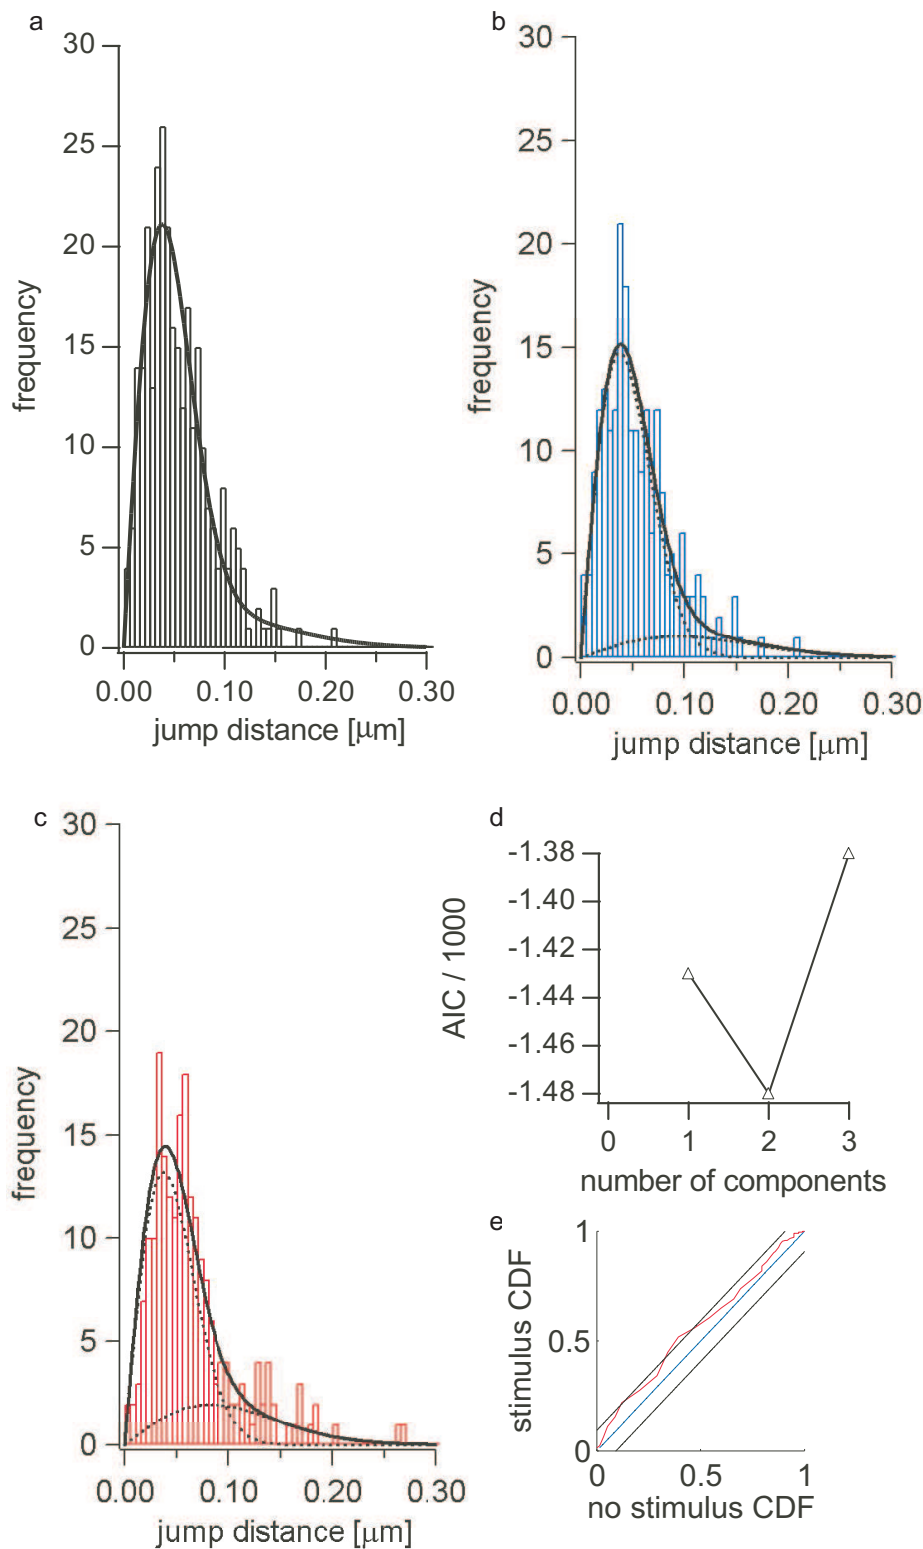 a
30
25
20
15
10
5
0
frequency
0.00 0.10 0.20 0.30
jump distance [μm]
b
30
25
20
15
10
5
0
frequency
0.00 0.10 0.20 0.30
jump distance [μm]
c
30
25
20
15
10
5
0
frequency
0.00 0.10 0.20 0.30
jump distance [μm]
d
-1.38
-1.40
-1.42
-1.44
-1.46
-1.48
AIC / 1000
0 1 2 3
number of components
e
1
0.5
0
stimulus CDF
0 0.5 1
no stimulus CDF